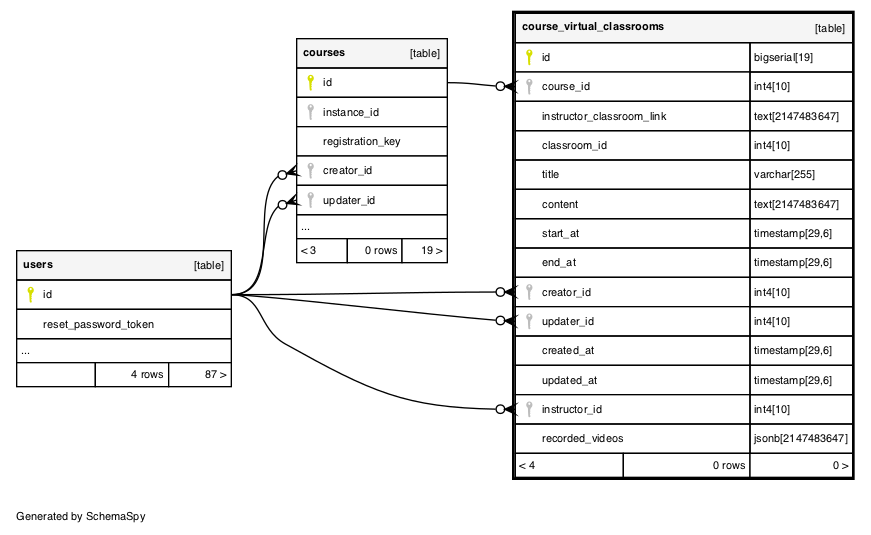 courses [table]
id
instance_id
registration_key
creator_id
updater_id
...
< 3 0 rows 19 >
users [table]
id
reset_password_token
...
4 rows 87 >
course_virtual_classrooms [table]
id bigserial[19]
course_id int4[10]
instructor_classroom_link text[2147483647]
classroom_id int4[10]
title varchar[255]
content text[2147483647]
start_at timestamp[29,6]
end_at timestamp[29,6]
creator_id int4[10]
updater_id int4[10]
created_at timestamp[29,6]
updated_at timestamp[29,6]
instructor_id int4[10]
recorded_videos jsonb[2147483647]
< 4 0 rows 0 >
Generated by SchemaSpy